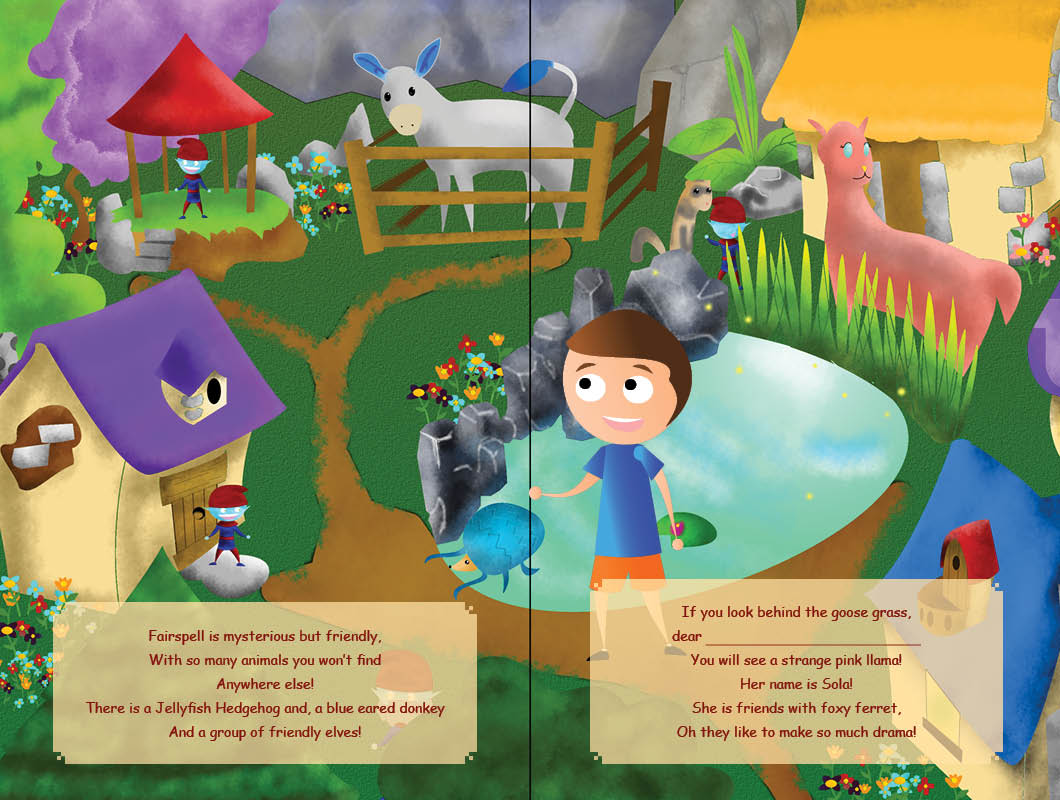 Fairspell is mysterious but friendly,
With so many animals you won't find
Anywhere else!
There is a Jellyfish Hedgehog and, a blue eared donkey
And a group of friendly elves!
If you look behind the goose grass,
dear
You will see a strange pink llama!
Her name is Sola!
She is friends with foxy ferret,
Oh they like to make so much drama!